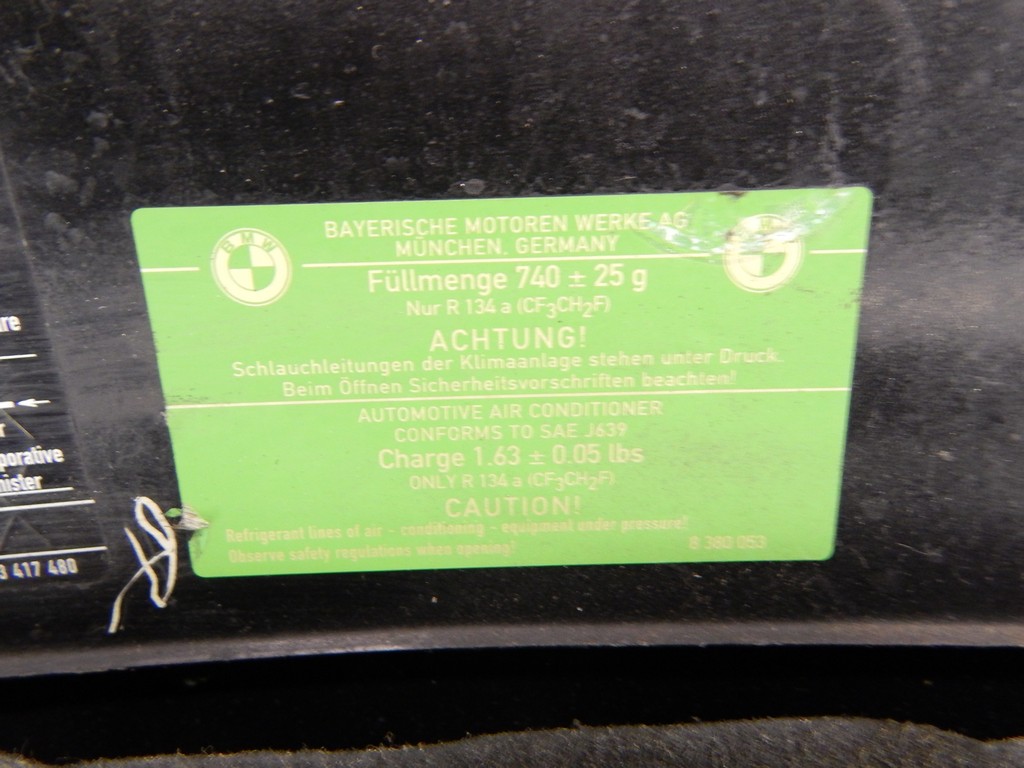 BAYERISCHE MOTOREN WERKE AG
MÜNCHEN. GERMANY
BMW
Füllmenge 740 ± 25 g
Nur R 134 a (CF₃CH₂F)
ACHTUNG!
Schlauchleitungen der Klimaanlage stehen unter Druck.
Beim Öffnen Sicherheitsvorschriften beachten!
AUTOMOTIVE AIR CONDITIONER
CONFORMS TO SAE J639
Charge 1.63 ± 0.05 lbs
ONLY R 134 a (CF₃CH₂F)
CAUTION!
Refrigerant lines of air - conditioning - equipment under pressure!
Observe safety regulations when opening!
8 380 053
3 417 480